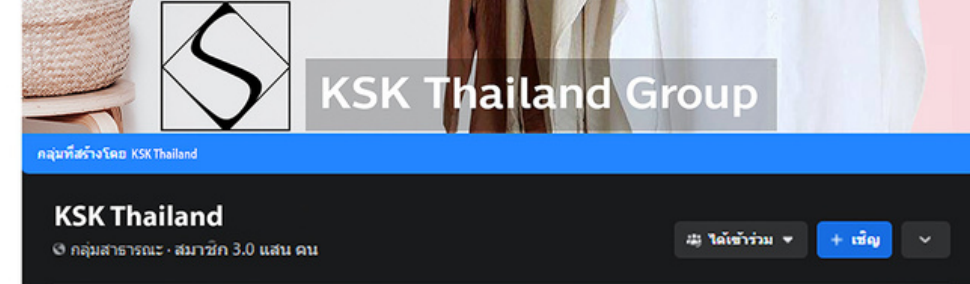 KSK Thailand Group
กลุ่มที่สร้างโดย KSK Thailand
KSK Thailand
กลุ่มสาธารณะ · สมาชิก 3.0 แสน คน
ได้เข้าร่วม
+ เชิญ